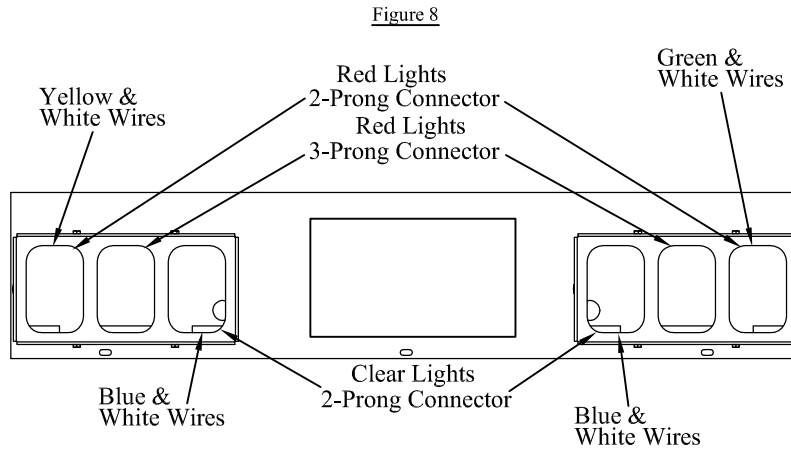 Figure 8
Red Lights
2-Prong Connector
Red Lights
3-Prong Connector
Yellow &
White Wires
Green &
White Wires
Clear Lights
2-Prong Connector
Blue &
White Wires
Blue &
White Wires